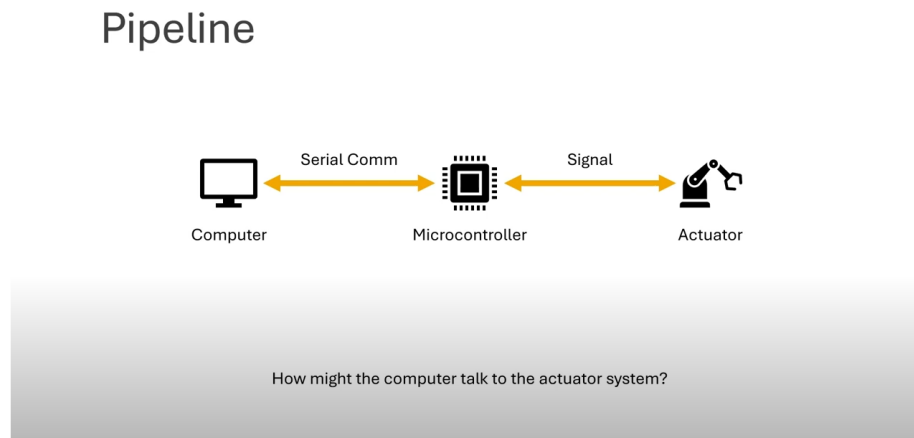 Pipeline
Serial Comm
Signal
Computer
Microcontroller
Actuator
How might the computer talk to the actuator system?